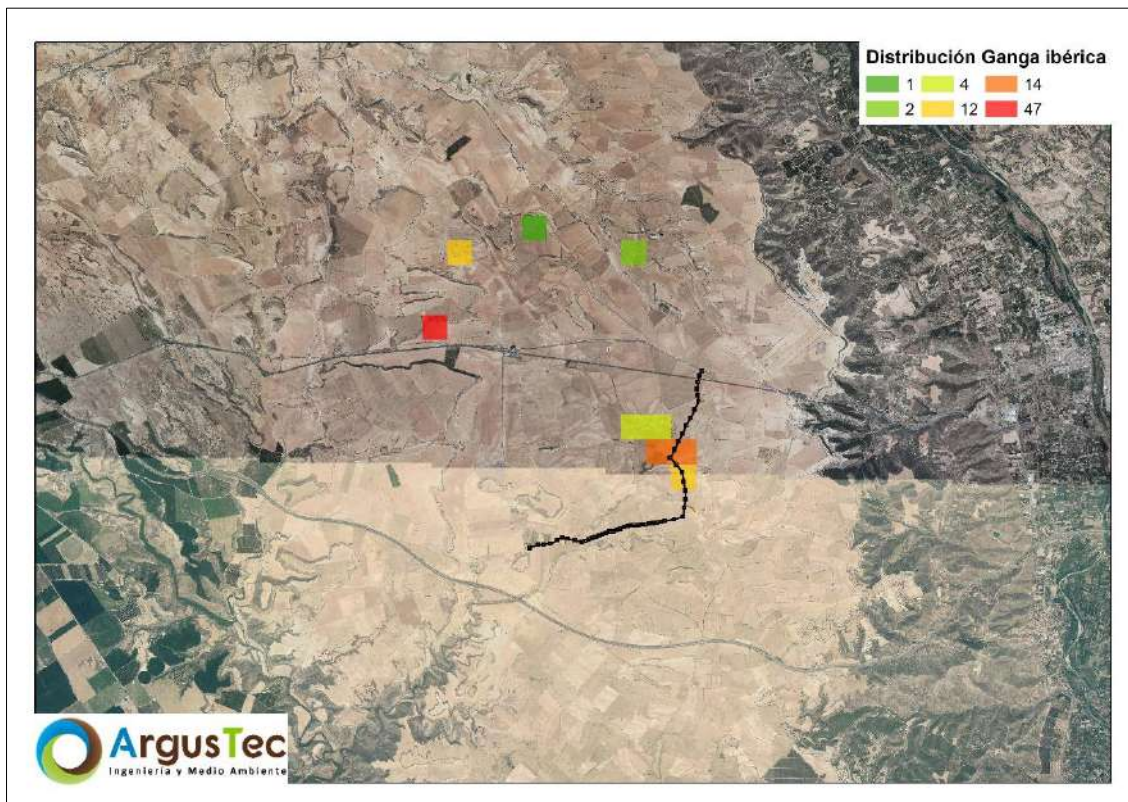 Distribución Ganga ibérica
1 4 14
2 12 47
ArgusTec
Ingeniería y Medio Ambiente